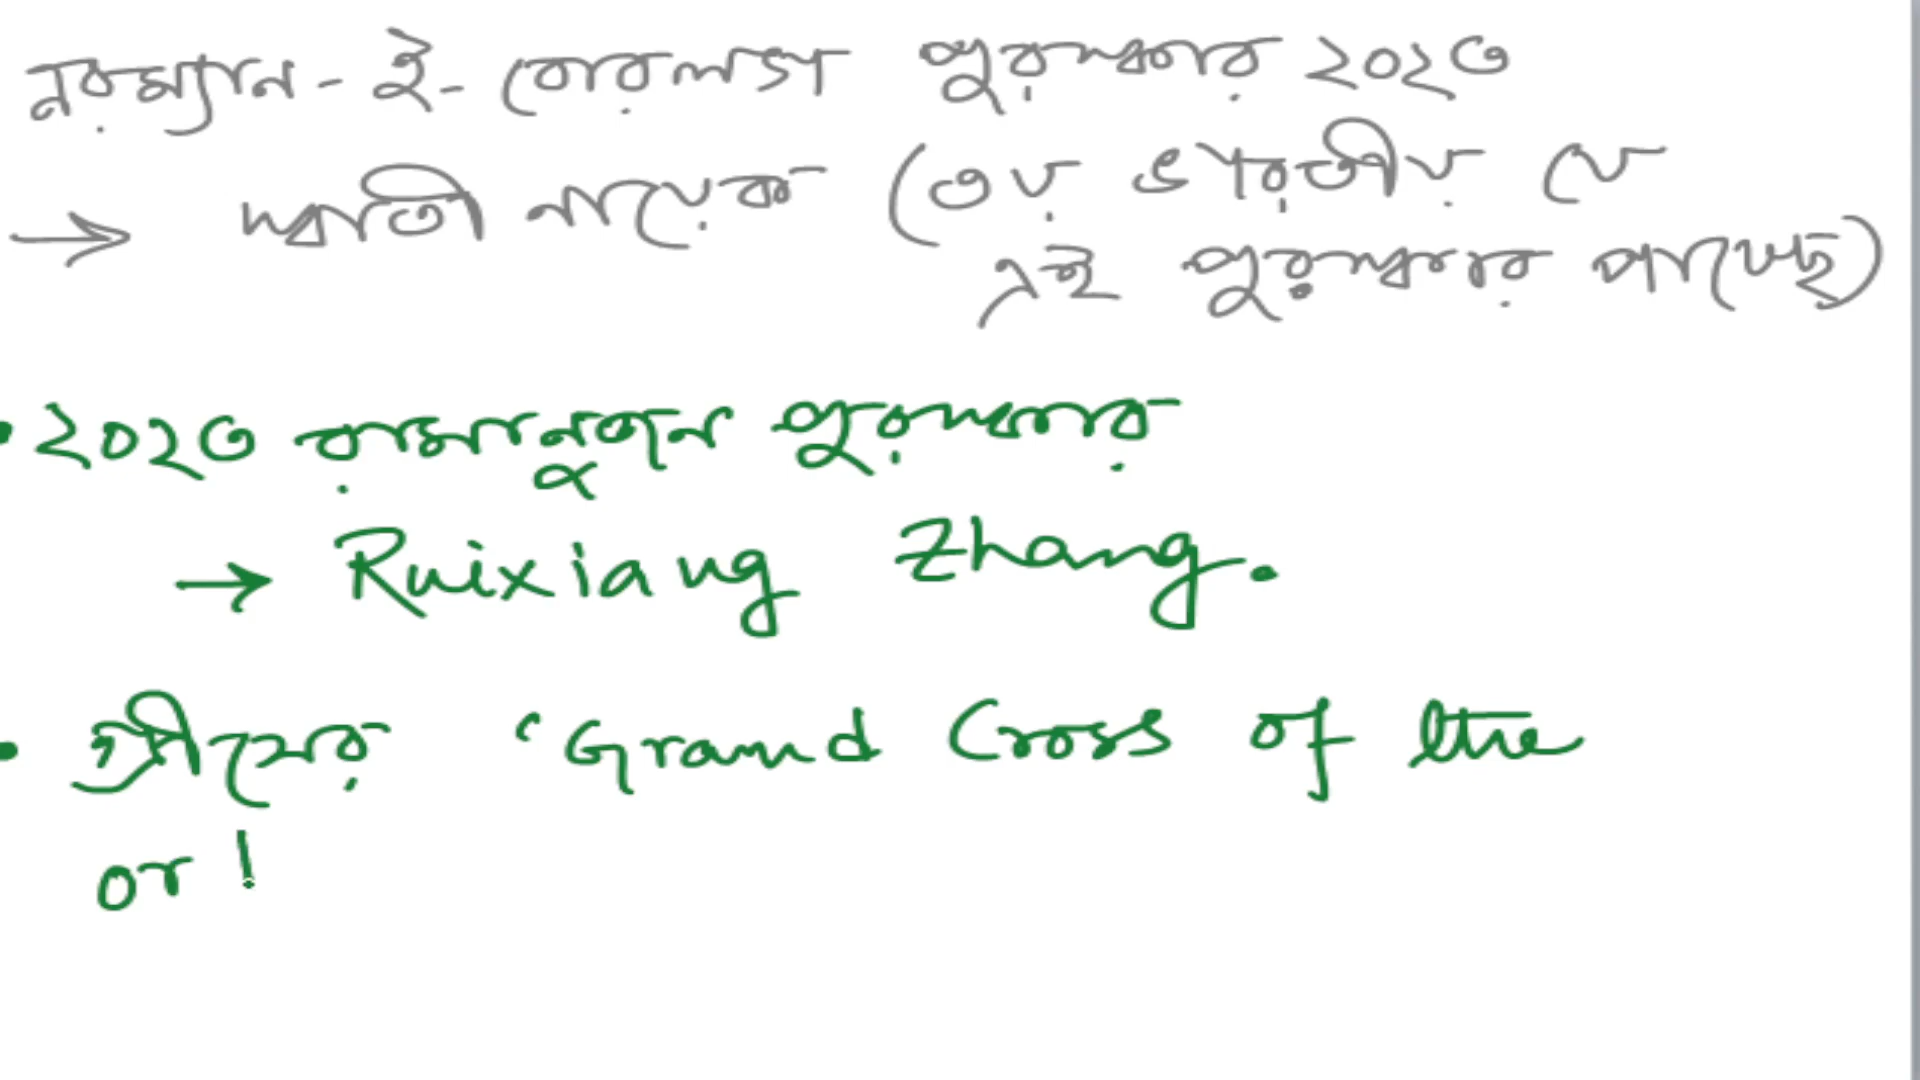 নরম্যান - ই - বোরলগ পুরস্কার ২০২৩
→ স্বাতী নায়েক (৩য় ভারতীয় যে
এই পুরস্কার পাচ্ছে)
• ২০২৩ রামানুজন পুরস্কার
→ Ruixiang Zhang.
• গ্রীসের ‘Grand Cross of the
or